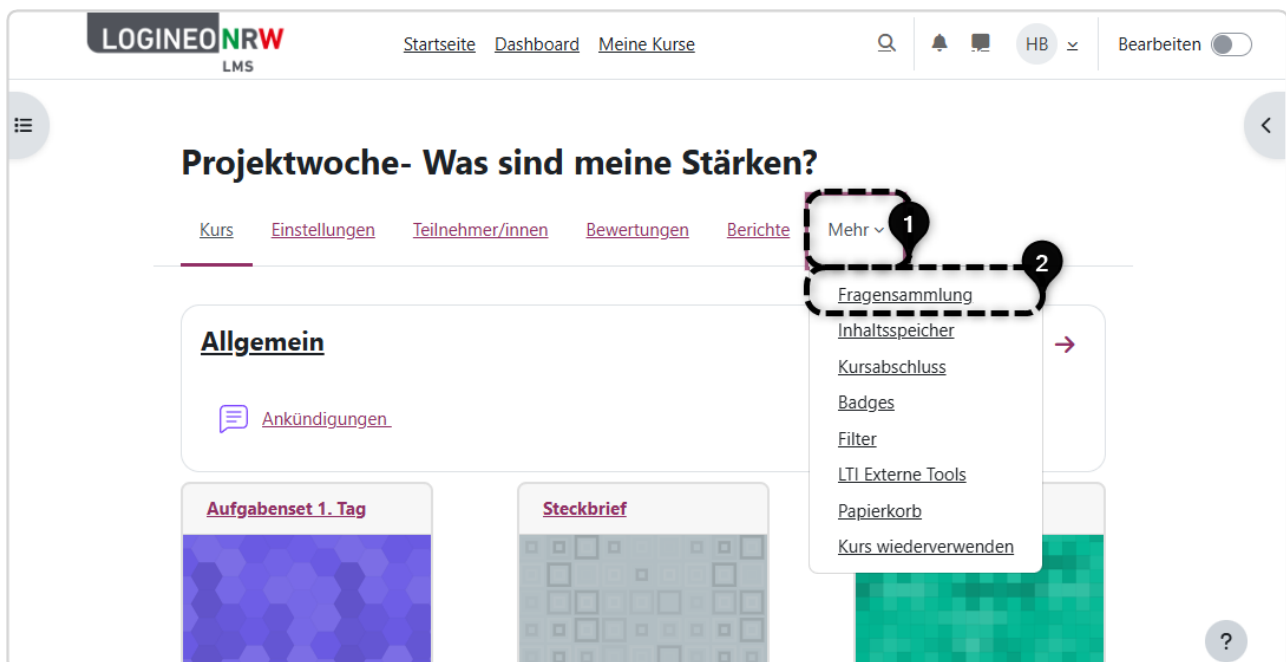 LOGINEO NRW
LMS
Startseite Dashboard Meine Kurse
HB
Bearbeiten
Projektwoche- Was sind meine Stärken?
Kurs Einstellungen Teilnehmer/innen Bewertungen Berichte Mehr
1
2
Fragensammlung
Inhaltsspeicher
Kursabschluss
Badges
Filter
LTI Externe Tools
Papierkorb
Kurs wiederverwenden
Allgemein
Ankündigungen
Aufgabenset 1. Tag
Steckbrief
?